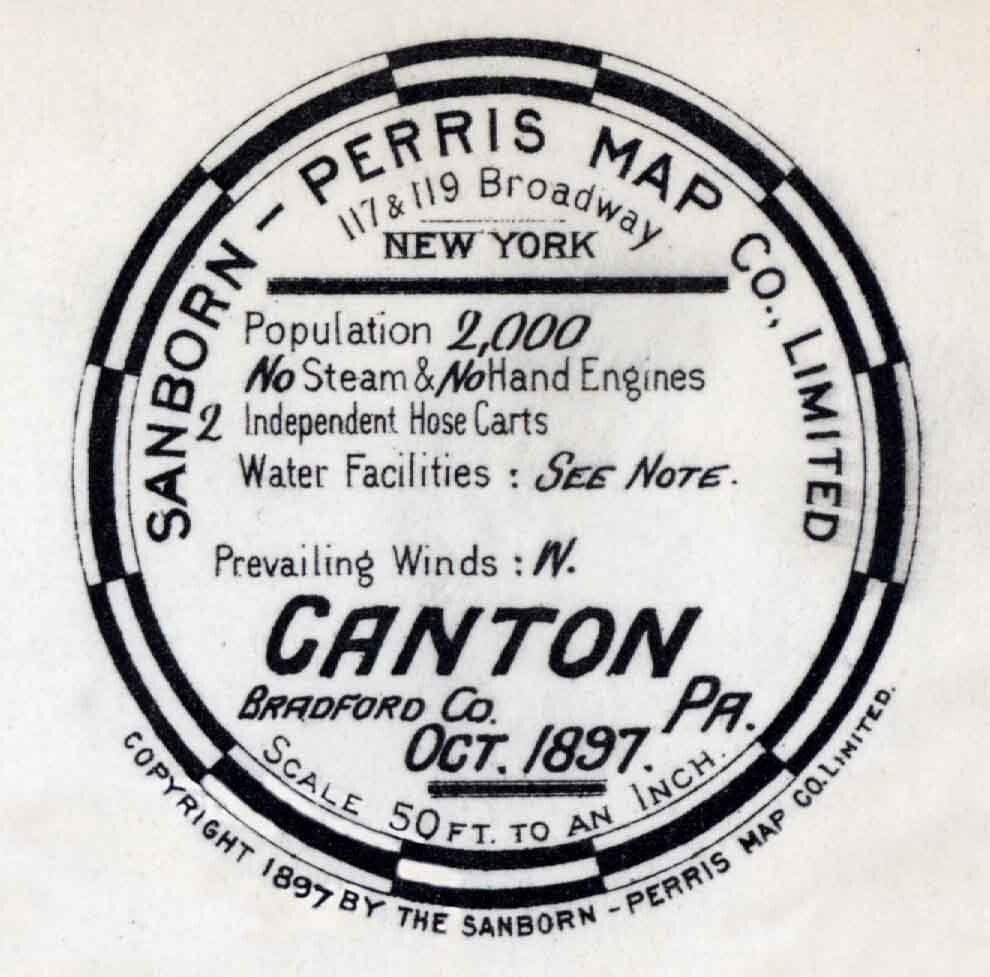 SANBORN - PERRIS MAP CO., LIMITED
117 & 119 Broadway
NEW YORK
Population 2,000
No Steam & No Hand Engines
2 Independent Hose Carts
Water Facilities : SEE NOTE.
Prevailing Winds : W.
CANTON
BRADFORD CO. PA.
OCT. 1897.
SCALE 50 FT. TO AN INCH.
COPYRIGHT 1897 BY THE SANBORN - PERRIS MAP CO. LIMITED.